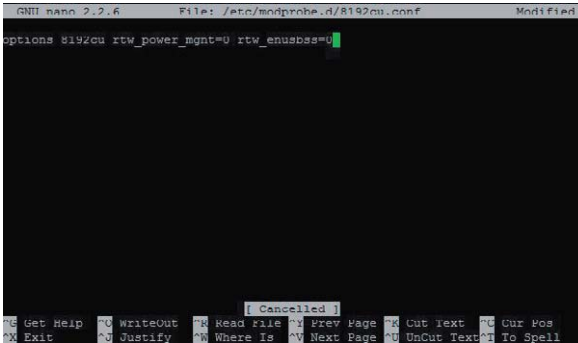 GNU nano 2.2.6 File: /etc/modprobe.d/8192cu.conf Modified
options 8192cu rtw_power_mgnt=0 rtw_enusbss=0
[ Cancelled ]
^G Get Help ^O WriteOut ^R Read File ^Y Prev Page ^K Cut Text ^C Cur Pos
^X Exit ^J Justify ^W Where Is ^V Next Page ^U UnCut Text ^T To Spell